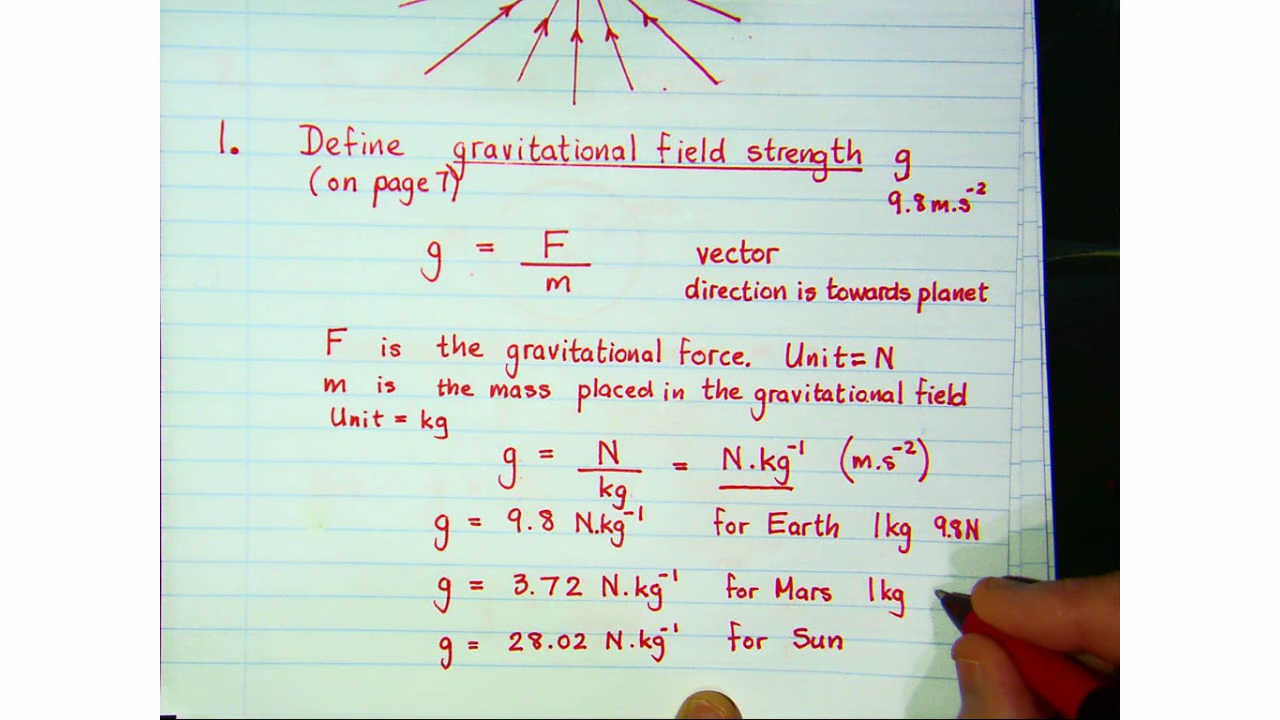 1. Define gravitational field strength g
(on page 7) 9.8 m.s⁻²
g = F/m vector
direction is towards planet
F is the gravitational force. Unit = N
m is the mass placed in the gravitational field
Unit = kg
g = N/kg = N.kg⁻¹ (m.s⁻²)
g = 9.8 N.kg⁻¹ for Earth 1kg 9.8N
g = 3.72 N.kg⁻¹ for Mars 1kg
g = 28.02 N.kg⁻¹ for Sun